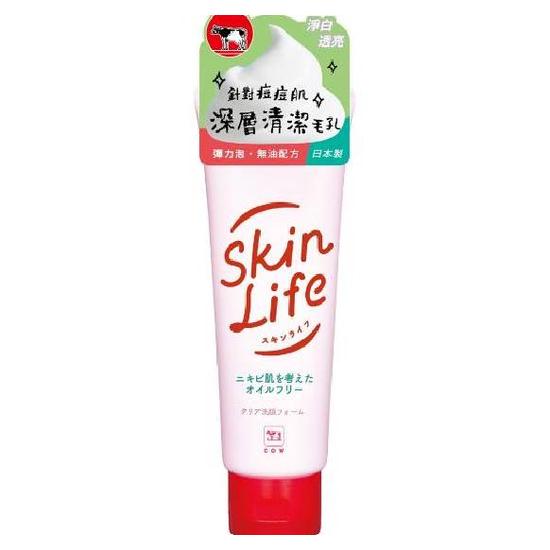 淨白
透亮
針對痘痘肌
深層清潔毛孔
彈力泡・無油配方
日本製
Skin
Life
スキンライフ
ニキビ肌を考えた
オイルフリー
クリア洗顔フォーム
COW